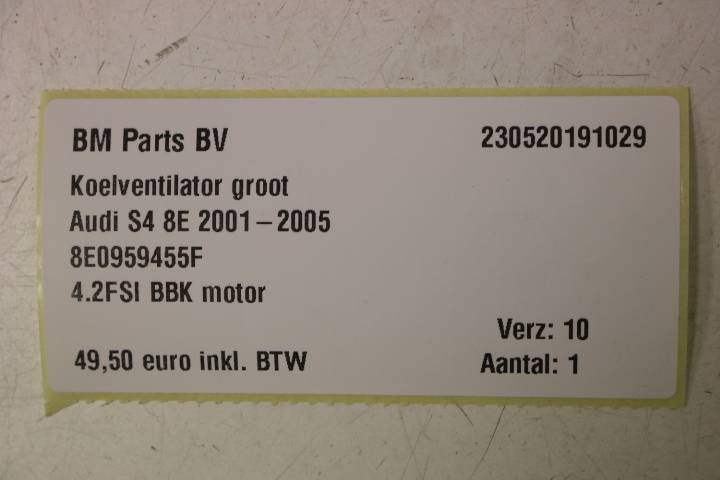 BM Parts BV 230520191029
Koelventilator groot
Audi S4 8E 2001 – 2005
8E0959455F
4.2FSI BBK motor
Verz: 10
49,50 euro inkl. BTW Aantal: 1